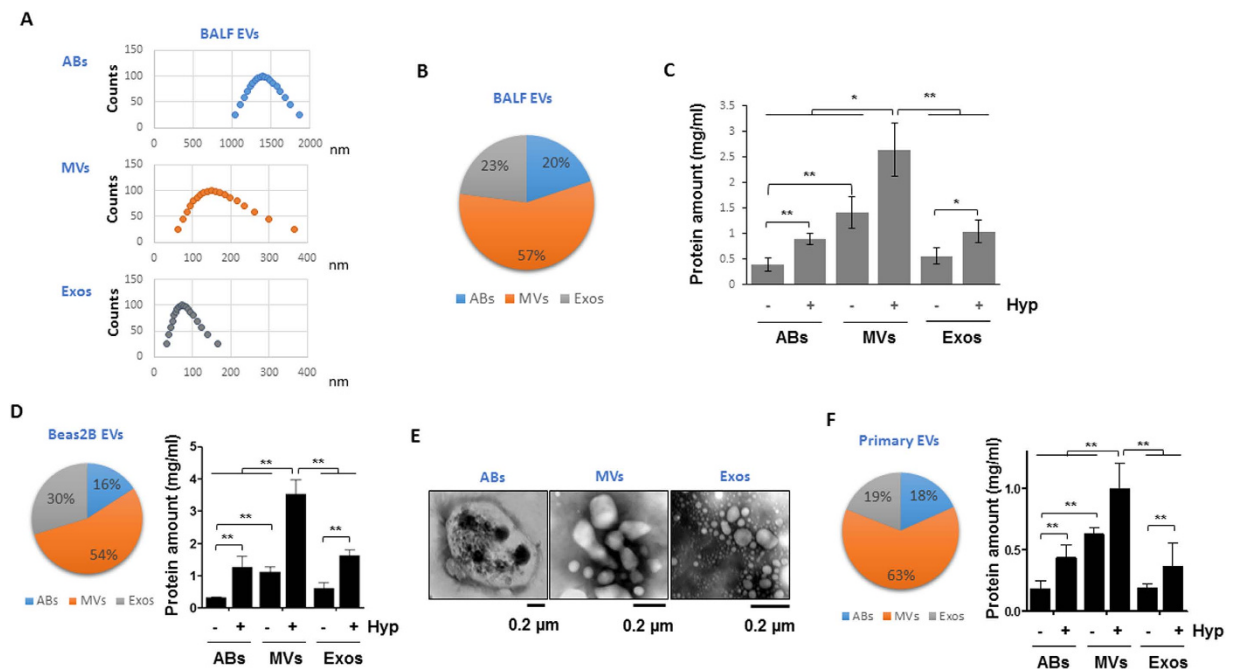 A
BALF EVs
ABs
Counts
150
100
50
0
0 500 1000 1500 2000 nm
MVs
Counts
150
100
50
0
0 100 200 300 400 nm
Exos
Counts
150
100
50
0
0 100 200 300 400 nm
B
BALF EVs
23% 20%
57%
ABs MVs Exos
C
Protein amount (mg/ml)
3.5
3
2.5
2
1.5
1
0.5
0
* **
**
**
*
- + - + - + Hyp
ABs MVs Exos
D
Beas2B EVs
30% 16%
54%
ABs MVs Exos
Protein amount (mg/ml)
5
4
3
2
1
0
** **
**
** **
- + - + - + Hyp
ABs MVs Exos
E
ABs MVs Exos
0.2 µm 0.2 µm 0.2 µm
F
Primary EVs
19% 18%
63%
ABs MVs Exos
Protein amount (mg/ml)
1.0
0.5
0.0
** **
**
** **
- + - + - + Hyp
ABs MVs Exos